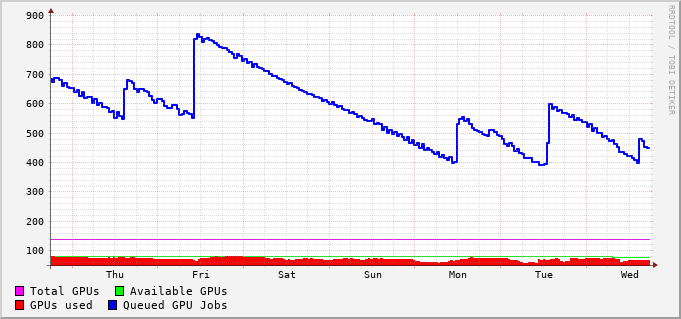 900
800
700
600
500
400
300
200
100
Thu Fri Sat Sun Mon Tue Wed
Total GPUs Available GPUs
GPUs used Queued GPU Jobs
RRDTOOL / TOBI OETIKER